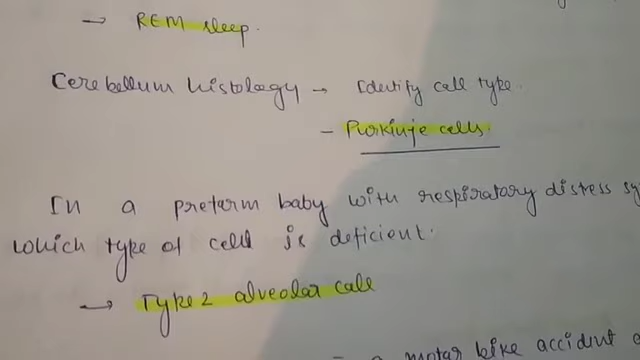 → REM sleep.
Cerebellum histology → Identify cell type.
- Purkinje cells.
In a preterm baby with respiratory distress sy
which type of cell is deficient.
→ Type 2 alveolar cell
- a motor bike accident